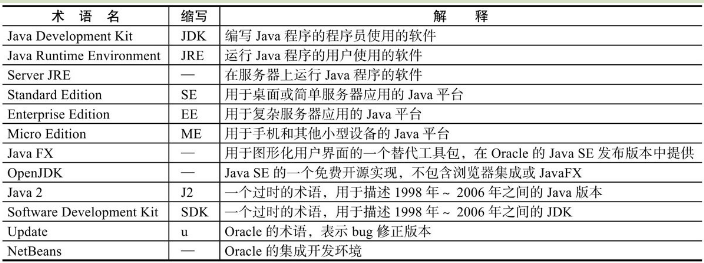 术 语 名 缩写 解 释
Java Development Kit JDK 编写 Java 程序的程序员使用的软件
Java Runtime Environment JRE 运行 Java 程序的用户使用的软件
Server JRE — 在服务器上运行 Java 程序的软件
Standard Edition SE 用于桌面或简单服务器应用的 Java 平台
Enterprise Edition EE 用于复杂服务器应用的 Java 平台
Micro Edition ME 用于手机和其他小型设备的 Java 平台
Java FX — 用于图形化用户界面的一个替代工具包，在 Oracle 的 Java SE 发布版本中提供
OpenJDK — Java SE 的一个免费开源实现，不包含浏览器集成或 JavaFX
Java 2 J2 一个过时的术语，用于描述 1998 年～ 2006 年之间的 Java 版本
Software Development Kit SDK 一个过时的术语，用于描述 1998 年～ 2006 年之间的 JDK
Update u Oracle 的术语，表示 bug 修正版本
NetBeans — Oracle 的集成开发环境